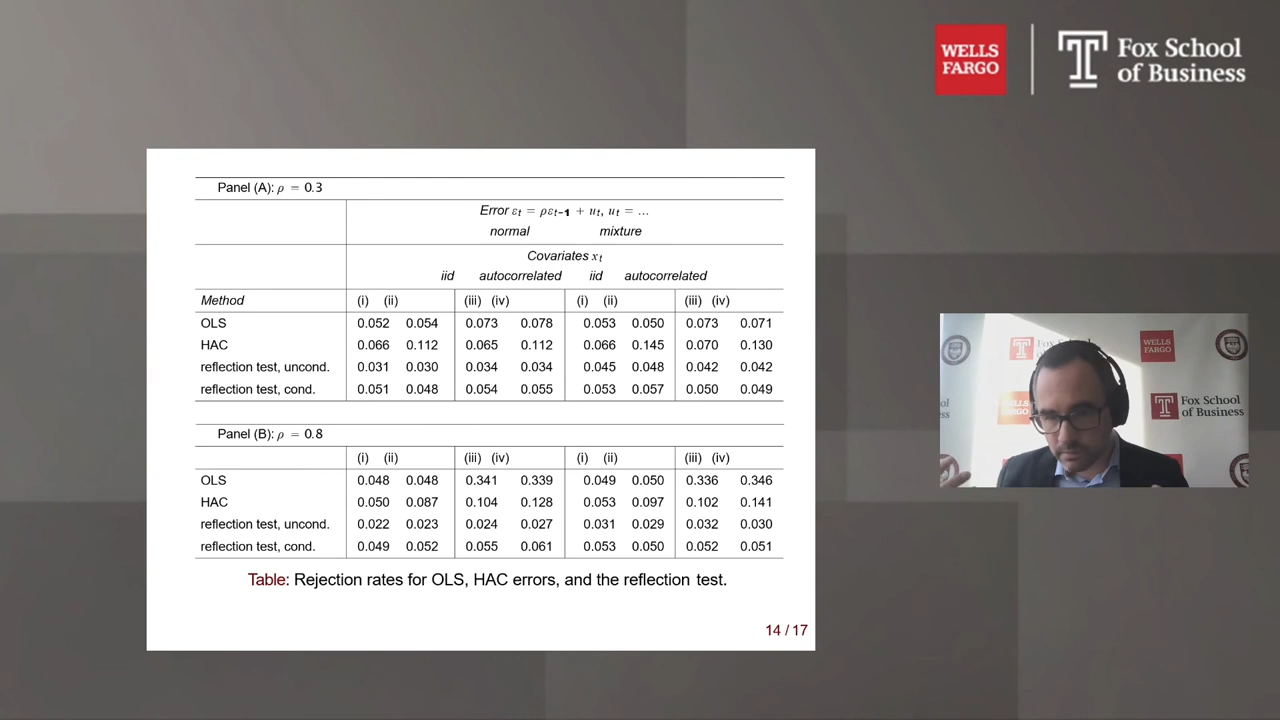 WELLS
FARGO
Fox School
of Business
Panel (A): ρ = 0.3
Error εt = ρεt−1 + ut, ut = ...
normal mixture
Covariates xt
iid autocorrelated iid autocorrelated
Method (i) (ii) (iii) (iv) (i) (ii) (iii) (iv)
OLS 0.052 0.054 0.073 0.078 0.053 0.050 0.073 0.071
HAC 0.066 0.112 0.065 0.112 0.066 0.145 0.070 0.130
reflection test, uncond. 0.031 0.030 0.034 0.034 0.045 0.048 0.042 0.042
reflection test, cond. 0.051 0.048 0.054 0.055 0.053 0.057 0.050 0.049
Panel (B): ρ = 0.8
(i) (ii) (iii) (iv) (i) (ii) (iii) (iv)
OLS 0.048 0.048 0.341 0.339 0.049 0.050 0.336 0.346
HAC 0.050 0.087 0.104 0.128 0.053 0.097 0.102 0.141
reflection test, uncond. 0.022 0.023 0.024 0.027 0.031 0.029 0.032 0.030
reflection test, cond. 0.049 0.052 0.055 0.061 0.053 0.050 0.052 0.051
Table: Rejection rates for OLS, HAC errors, and the reflection test.
14 / 17
WELLS
FARGO
Fox School
of Business